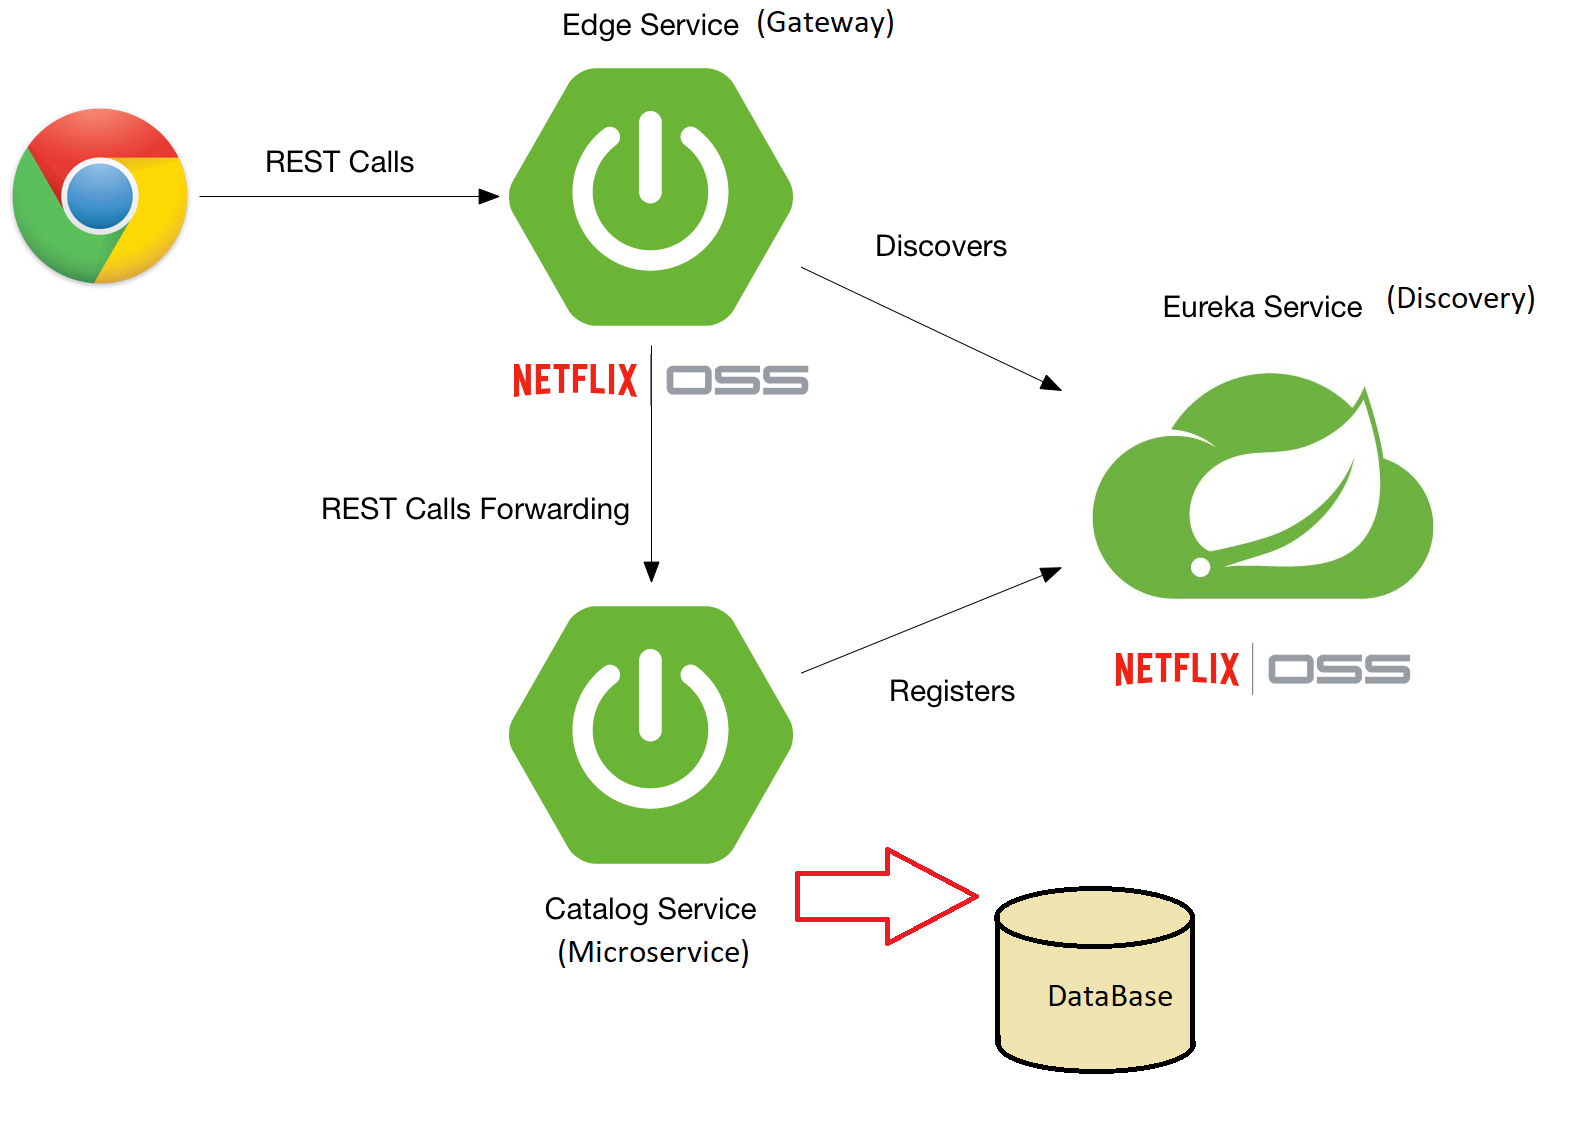 Edge Service (Gateway)
REST Calls
Discovers
Eureka Service (Discovery)
NETFLIX OSS
REST Calls Forwarding
NETFLIX OSS
Registers
Catalog Service
(Microservice)
DataBase